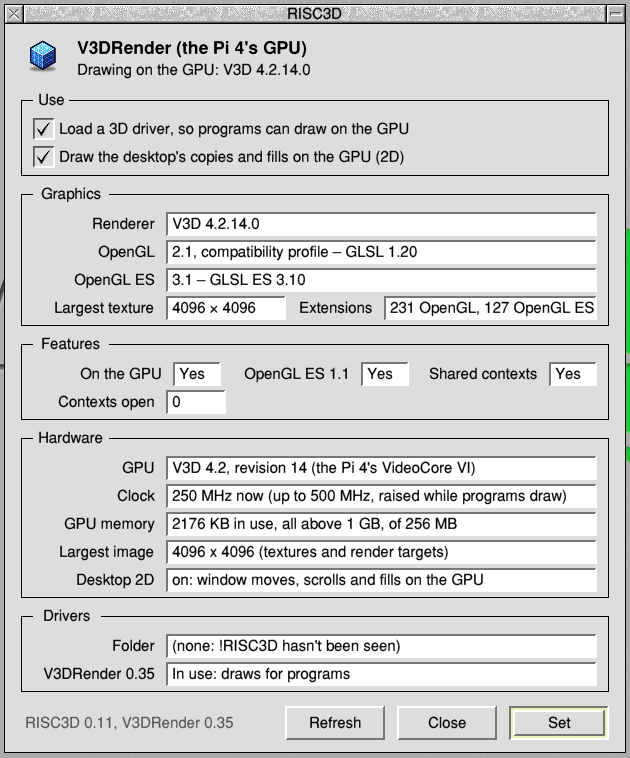 RISC3D
V3DRender (the Pi 4's GPU)
Drawing on the GPU: V3D 4.2.14.0
Use
Load a 3D driver, so programs can draw on the GPU
Draw the desktop's copies and fills on the GPU (2D)
Graphics
Renderer V3D 4.2.14.0
OpenGL 2.1, compatibility profile – GLSL 1.20
OpenGL ES 3.1 – GLSL ES 3.10
Largest texture 4096 × 4096 Extensions 231 OpenGL, 127 OpenGL ES
Features
On the GPU Yes OpenGL ES 1.1 Yes Shared contexts Yes
Contexts open 0
Hardware
GPU V3D 4.2, revision 14 (the Pi 4's VideoCore VI)
Clock 250 MHz now (up to 500 MHz, raised while programs draw)
GPU memory 2176 KB in use, all above 1 GB, of 256 MB
Largest image 4096 x 4096 (textures and render targets)
Desktop 2D on: window moves, scrolls and fills on the GPU
Drivers
Folder (none: !RISC3D hasn't been seen)
V3DRender 0.35 In use: draws for programs
RISC3D 0.11, V3DRender 0.35 Refresh Close Set